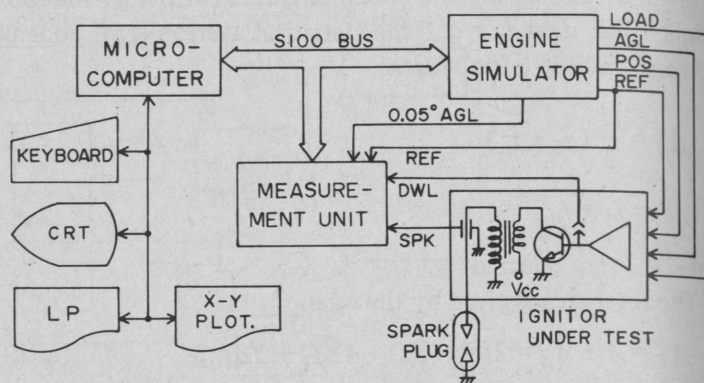 MICRO-
COMPUTER
S100 BUS
ENGINE
SIMULATOR
LOAD
AGL
POS
REF
0.05° AGL
REF
KEYBOARD
MEASURE-
MENT UNIT
DWL
SPK
CRT
Vcc
LP
X-Y
PLOT.
SPARK
PLUG
IGNITOR
UNDER TEST